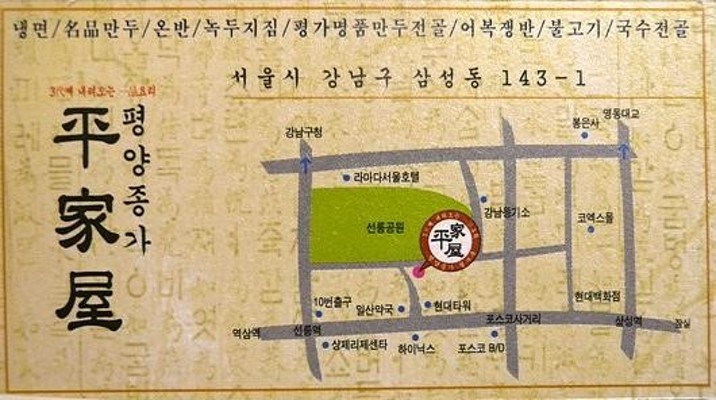 냉면/名品만두/온반/녹두지짐/평가명품만두전골/어복쟁반/불고기/국수전골
서울시 강남구 삼성동 143-1
3代에 내려오는 一品요리
平家屋
평양종가
강남구청
영동대교
봉은사
라마다서울호텔
강남등기소
선릉공원
코엑스몰
平家屋
10번출구
일산약국
현대타워
현대백화점
포스코사거리
역삼역
선릉역
삼성역
잠실
샹제리제센타
하이닉스
포스코 B/D